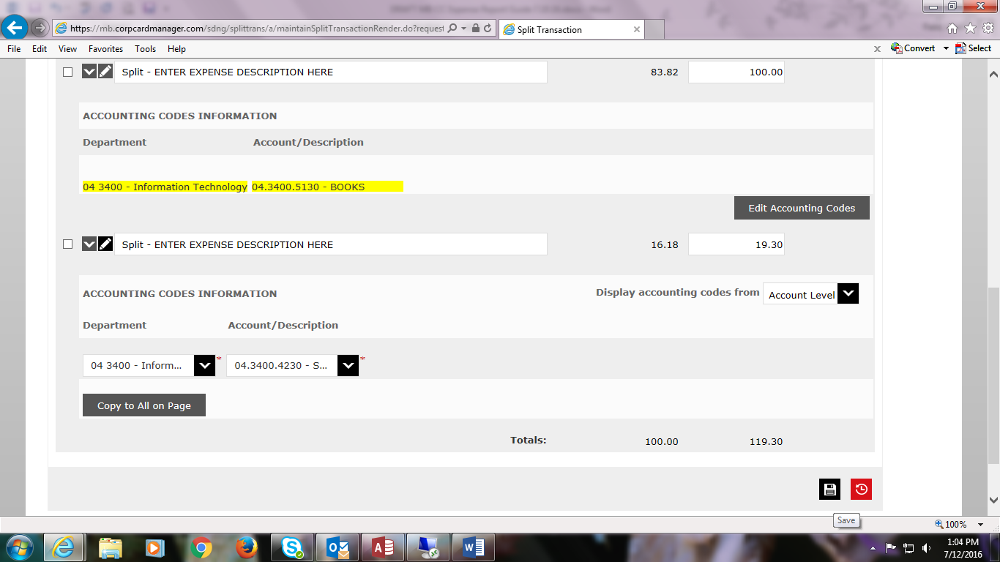 https://mb.corpcardmanager.com/sdng/splittrans/a/maintainSplitTransactionRender.do?request
Split Transaction
File Edit View Favorites Tools Help
x Convert Select
Split - ENTER EXPENSE DESCRIPTION HERE 83.82 100.00
ACCOUNTING CODES INFORMATION
Department Account/Description
04 3400 - Information Technology 04.3400.5130 - BOOKS
Edit Accounting Codes
Split - ENTER EXPENSE DESCRIPTION HERE 16.18 19.30
ACCOUNTING CODES INFORMATION Display accounting codes from Account Level
Department Account/Description
04 3400 - Inform... * 04.3400.4230 - S... *
Copy to All on Page
Totals: 100.00 119.30
Save
100%
1:04 PM
7/12/2016